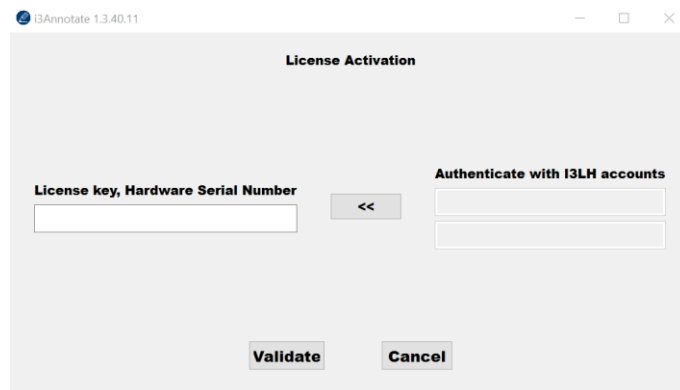 i3Annotate 1.3.40.11
License Activation
License key, Hardware Serial Number
<<
Authenticate with I3LH accounts
Validate
Cancel